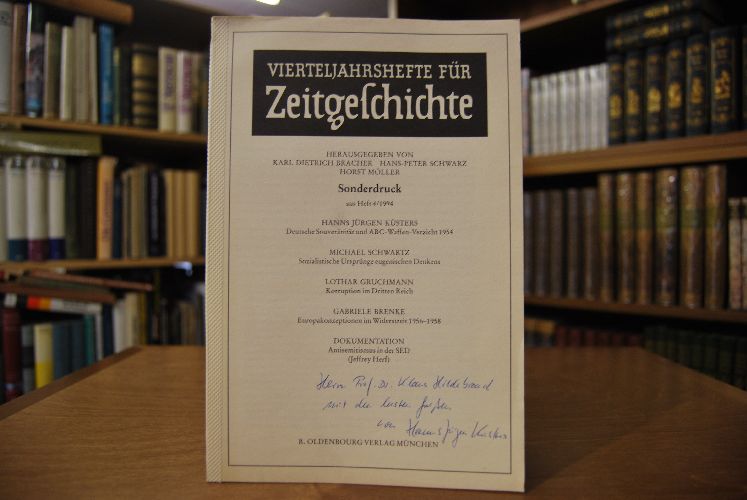 VIERTELJAHRSHEFTE FÜR
Zeitgeſchichte
HERAUSGEGEBEN VON
KARL DIETRICH BRACHER HANS-PETER SCHWARZ
HORST MÖLLER
Sonderdruck
aus Heft 4/1994
HANNS JÜRGEN KÜSTERS
Deutsche Souveränität und ABC-Waffen-Verzicht 1954
MICHAEL SCHWARTZ
Sozialistische Ursprünge eugenischen Denkens
LOTHAR GRUCHMANN
Korruption im Dritten Reich
GABRIELE BRENKE
Europakonzeptionen im Widerstreit 1956–1958
DOKUMENTATION
Antisemitismus in der SED
(Jeffrey Herf)
Herrn Prof. Dr. Klaus Hildebrand
mit den besten Grüßen
von Hanns Jürgen Küsters
R. OLDENBOURG VERLAG MÜNCHEN